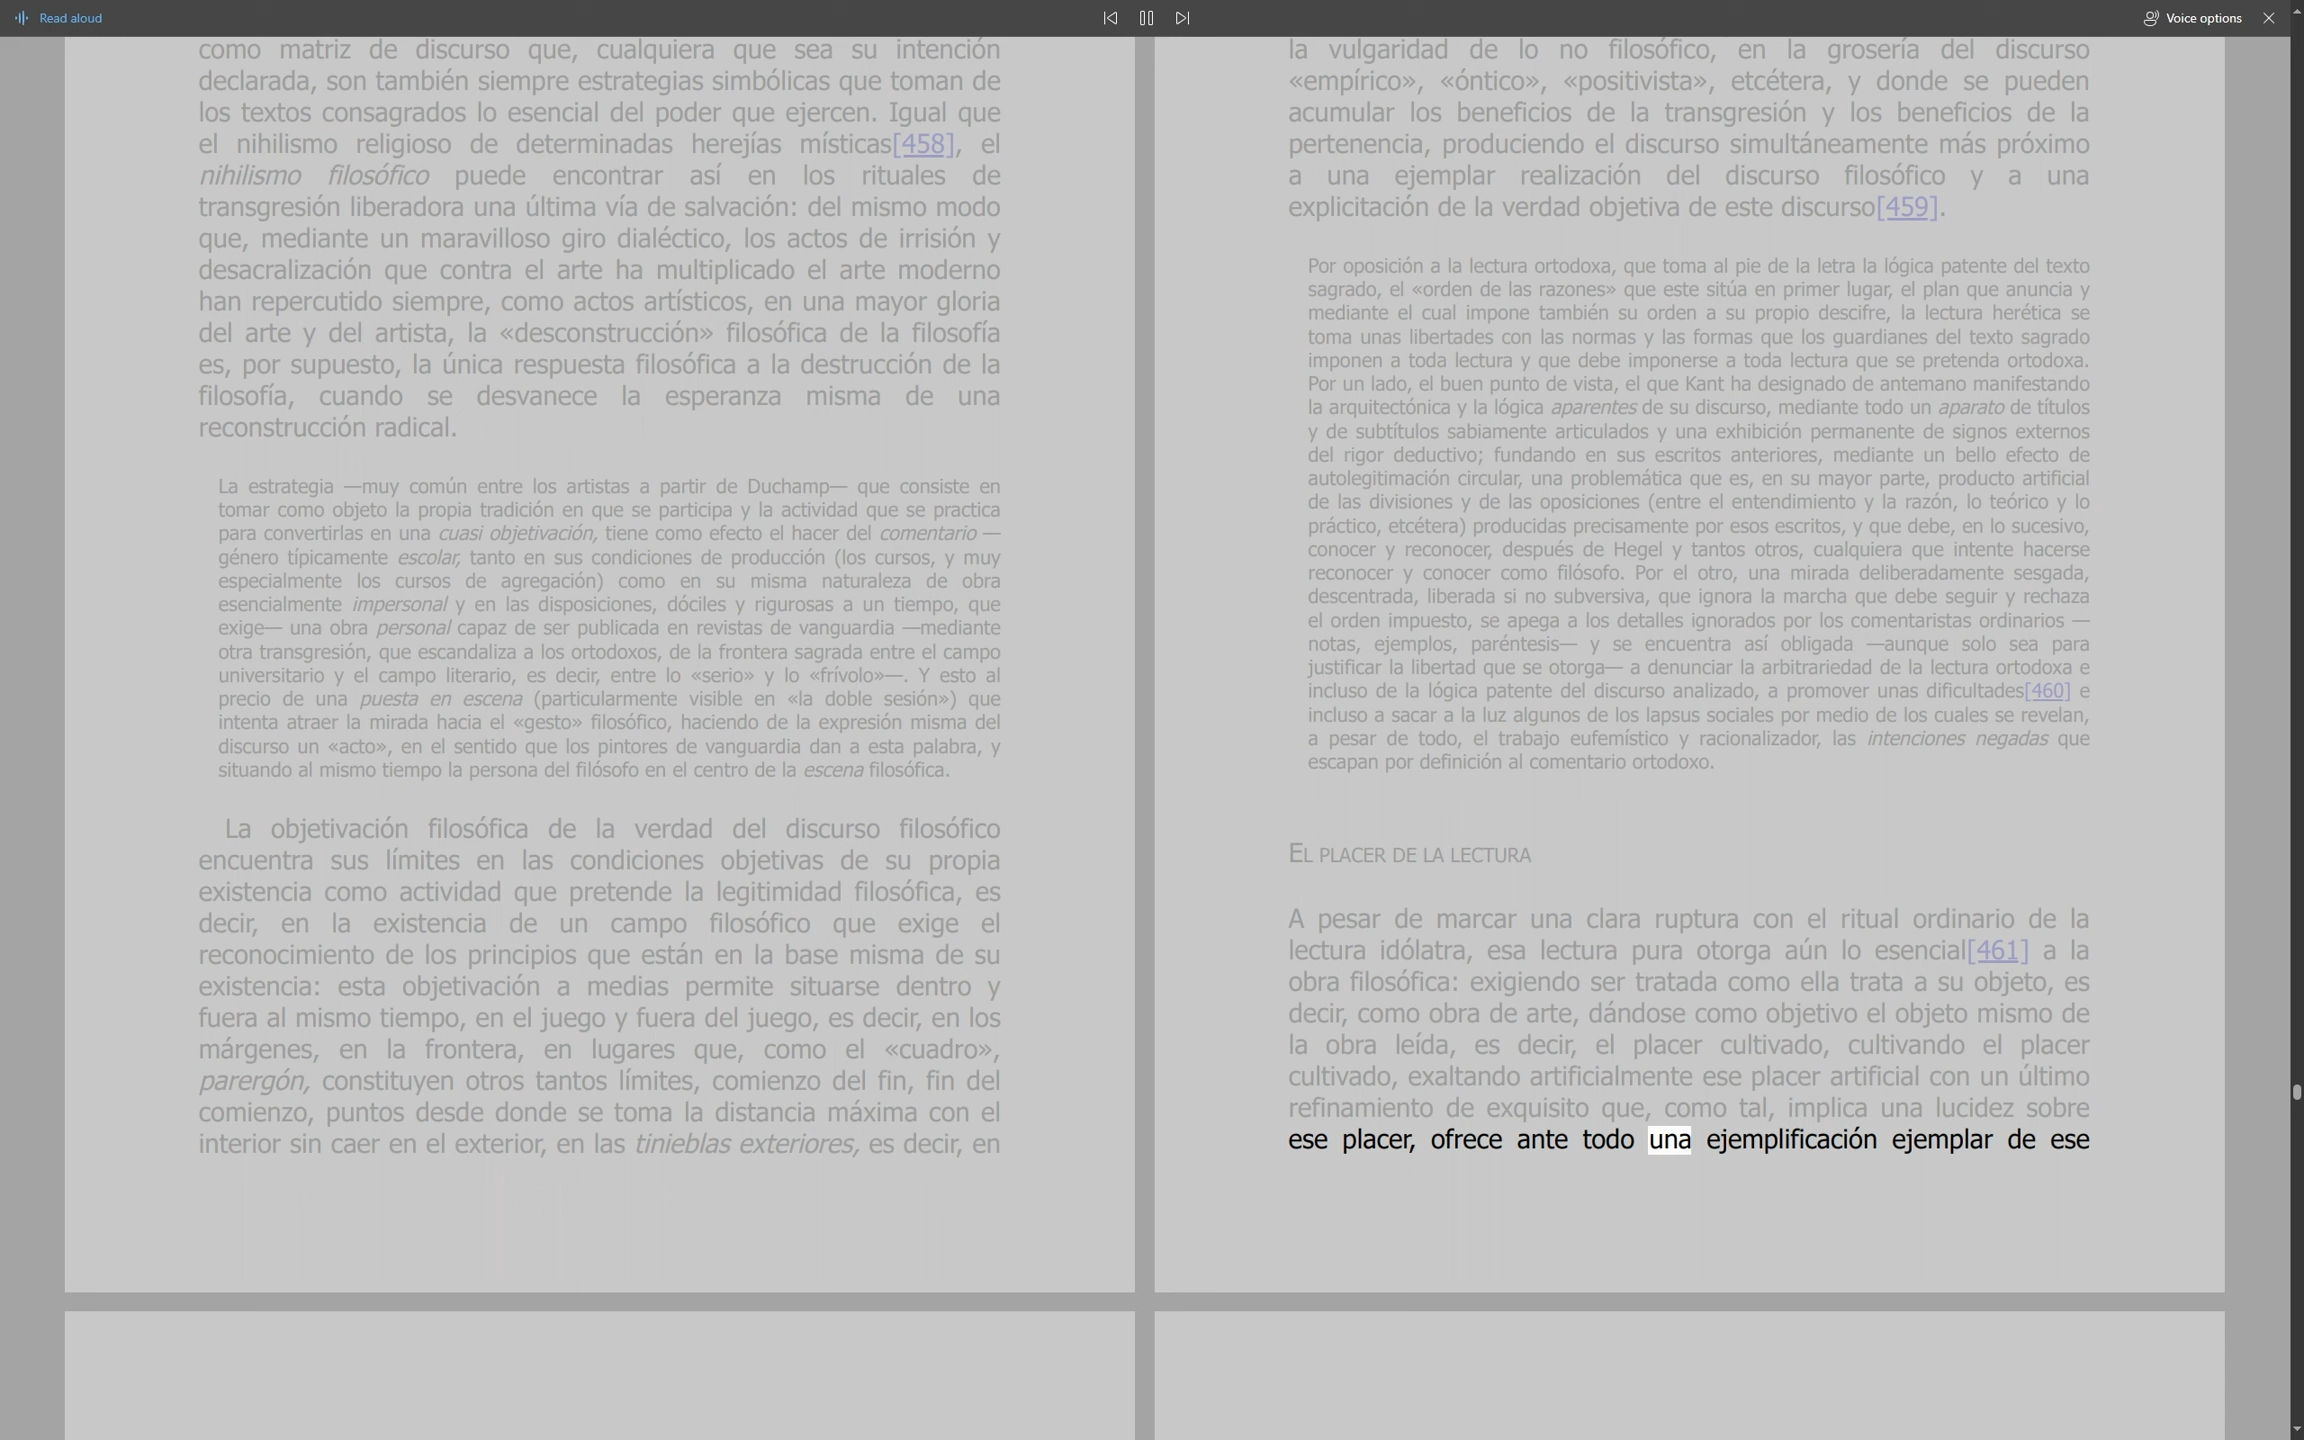 Read aloud
Voice options
como matriz de discurso que, cualquiera que sea su intención
declarada, son también siempre estrategias simbólicas que toman de
los textos consagrados lo esencial del poder que ejercen. Igual que
el nihilismo religioso de determinadas herejías místicas[458], el
nihilismo filosófico puede encontrar así en los rituales de
transgresión liberadora una última vía de salvación: del mismo modo
que, mediante un maravilloso giro dialéctico, los actos de irrisión y
desacralización que contra el arte ha multiplicado el arte moderno
han repercutido siempre, como actos artísticos, en una mayor gloria
del arte y del artista, la «desconstrucción» filosófica de la filosofía
es, por supuesto, la única respuesta filosófica a la destrucción de la
filosofía, cuando se desvanece la esperanza misma de una
reconstrucción radical.
La estrategia —muy común entre los artistas a partir de Duchamp— que consiste en
tomar como objeto la propia tradición en que se participa y la actividad que se practica
para convertirlas en una cuasi objetivación, tiene como efecto el hacer del comentario —
género típicamente escolar, tanto en sus condiciones de producción (los cursos, y muy
especialmente los cursos de agregación) como en su misma naturaleza de obra
esencialmente impersonal y en las disposiciones, dóciles y rigurosas a un tiempo, que
exige— una obra personal capaz de ser publicada en revistas de vanguardia —mediante
otra transgresión, que escandaliza a los ortodoxos, de la frontera sagrada entre el campo
universitario y el campo literario, es decir, entre lo «serio» y lo «frívolo»—. Y esto al
precio de una puesta en escena (particularmente visible en «la doble sesión») que
intenta atraer la mirada hacia el «gesto» filosófico, haciendo de la expresión misma del
discurso un «acto», en el sentido que los pintores de vanguardia dan a esta palabra, y
situando al mismo tiempo la persona del filósofo en el centro de la escena filosófica.
La objetivación filosófica de la verdad del discurso filosófico
encuentra sus límites en las condiciones objetivas de su propia
existencia como actividad que pretende la legitimidad filosófica, es
decir, en la existencia de un campo filosófico que exige el
reconocimiento de los principios que están en la base misma de su
existencia: esta objetivación a medias permite situarse dentro y
fuera al mismo tiempo, en el juego y fuera del juego, es decir, en los
márgenes, en la frontera, en lugares que, como el «cuadro»,
parergón, constituyen otros tantos límites, comienzo del fin, fin del
comienzo, puntos desde donde se toma la distancia máxima con el
interior sin caer en el exterior, en las tinieblas exteriores, es decir, en
la vulgaridad de lo no filosófico, en la grosería del discurso
«empírico», «óntico», «positivista», etcétera, y donde se pueden
acumular los beneficios de la transgresión y los beneficios de la
pertenencia, produciendo el discurso simultáneamente más próximo
a una ejemplar realización del discurso filosófico y a una
explicitación de la verdad objetiva de este discurso[459].
Por oposición a la lectura ortodoxa, que toma al pie de la letra la lógica patente del texto
sagrado, el «orden de las razones» que este sitúa en primer lugar, el plan que anuncia y
mediante el cual impone también su orden a su propio descifre, la lectura herética se
toma unas libertades con las normas y las formas que los guardianes del texto sagrado
imponen a toda lectura y que debe imponerse a toda lectura que se pretenda ortodoxa.
Por un lado, el buen punto de vista, el que Kant ha designado de antemano manifestando
la arquitectónica y la lógica aparentes de su discurso, mediante todo un aparato de títulos
y de subtítulos sabiamente articulados y una exhibición permanente de signos externos
del rigor deductivo; fundando en sus escritos anteriores, mediante un bello efecto de
autolegitimación circular, una problemática que es, en su mayor parte, producto artificial
de las divisiones y de las oposiciones (entre el entendimiento y la razón, lo teórico y lo
práctico, etcétera) producidas precisamente por esos escritos, y que debe, en lo sucesivo,
conocer y reconocer, después de Hegel y tantos otros, cualquiera que intente hacerse
reconocer y conocer como filósofo. Por el otro, una mirada deliberadamente sesgada,
descentrada, liberada si no subversiva, que ignora la marcha que debe seguir y rechaza
el orden impuesto, se apega a los detalles ignorados por los comentaristas ordinarios —
notas, ejemplos, paréntesis— y se encuentra así obligada —aunque solo sea para
justificar la libertad que se otorga— a denunciar la arbitrariedad de la lectura ortodoxa e
incluso de la lógica patente del discurso analizado, a promover unas dificultades[460] e
incluso a sacar a la luz algunos de los lapsus sociales por medio de los cuales se revelan,
a pesar de todo, el trabajo eufemístico y racionalizador, las intenciones negadas que
escapan por definición al comentario ortodoxo.
EL PLACER DE LA LECTURA
A pesar de marcar una clara ruptura con el ritual ordinario de la
lectura idólatra, esa lectura pura otorga aún lo esencial[461] a la
obra filosófica: exigiendo ser tratada como ella trata a su objeto, es
decir, como obra de arte, dándose como objetivo el objeto mismo de
la obra leída, es decir, el placer cultivado, cultivando el placer
cultivado, exaltando artificialmente ese placer artificial con un último
refinamiento de exquisito que, como tal, implica una lucidez sobre
ese placer, ofrece ante todo una ejemplificación ejemplar de ese